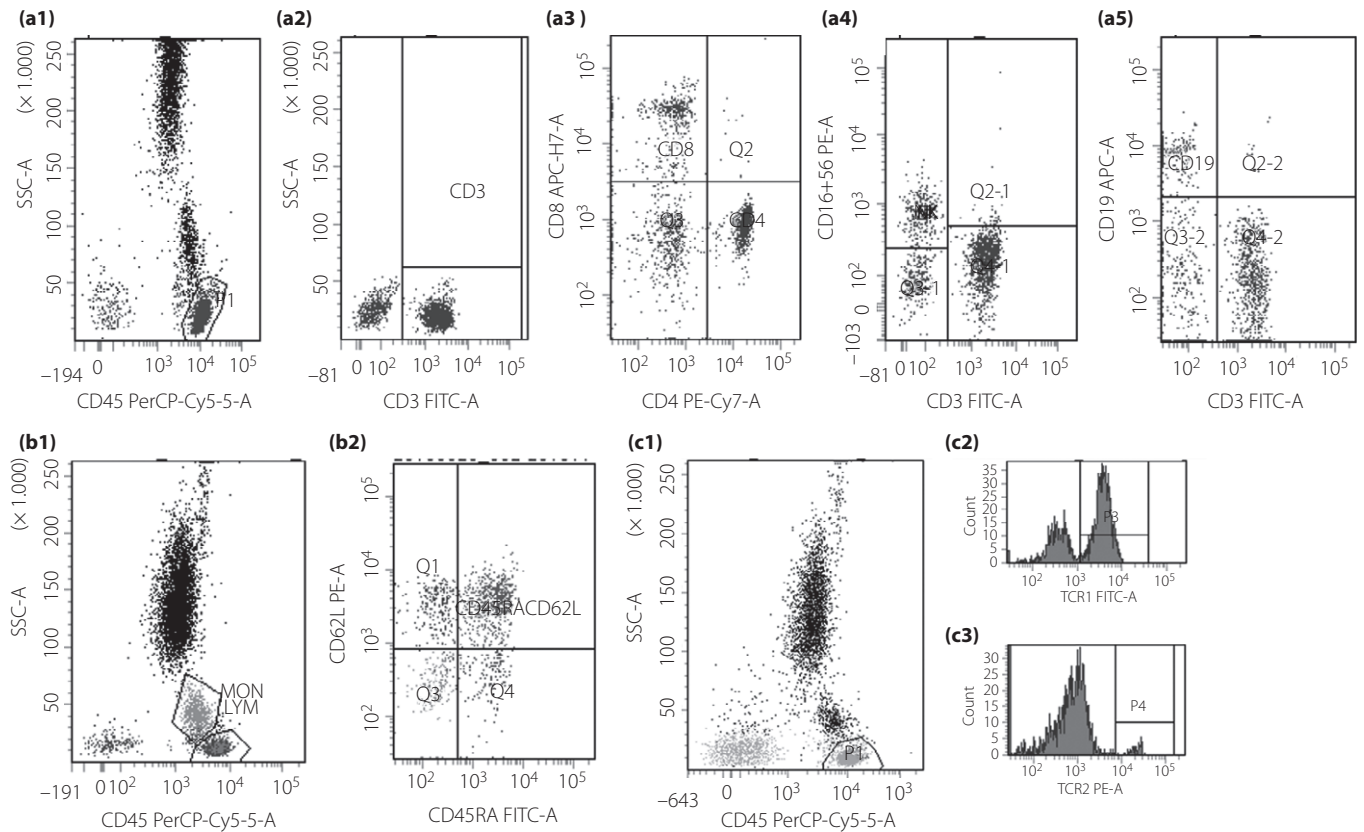 (a1)
(a2)
(a3 )
(a4)
(a5)
SSC-A (× 1.000)
250
200
150
100
50
P1
−194
0 10³ 10⁴ 10⁵
CD45 PerCP-Cy5-5-A
SSC-A (× 1.000)
250
200
150
100
50
CD3
−81
0 10² 10³ 10⁴ 10⁵
CD3 FITC-A
CD8 APC-H7-A
10⁵
10⁴
10³
10²
CD8 Q2
Q3 CD4
10² 10³ 10⁴ 10⁵
CD4 PE-Cy7-A
CD16+56 PE-A
10⁵
10⁴
10³
10²
0
−103
Q2-1
NK
Q4-1
Q3-1
−81
0 10² 10³ 10⁴ 10⁵
CD3 FITC-A
CD19 APC-A
10⁵
10⁴
10³
10²
CD19 Q2-2
Q3-2 Q4-2
10² 10³ 10⁴ 10⁵
CD3 FITC-A
(b1)
(b2)
(c1)
(c2)
SSC-A (× 1.000)
250
200
150
100
50
MON
LYM
−191
0 10² 10³ 10⁴ 10⁵
CD45 PerCP-Cy5-5-A
CD62L PE-A
10⁵
10⁴
10³
10²
Q1
CD45RACD62L
Q3 Q4
10² 10³ 10⁴ 10⁵
CD45RA FITC-A
SSC-A (× 1.000)
250
200
150
100
50
P1
−643
0 10³ 10⁴ 10³
CD45 PerCP-Cy5-5-A
Count
35
30
25
20
15
10
5
0
P3
10² 10³ 10⁴ 10⁵
TCR1 FITC-A
(c3)
Count
30
25
20
15
10
5
0
P4
10² 10³ 10⁴ 10⁵
TCR2 PE-A